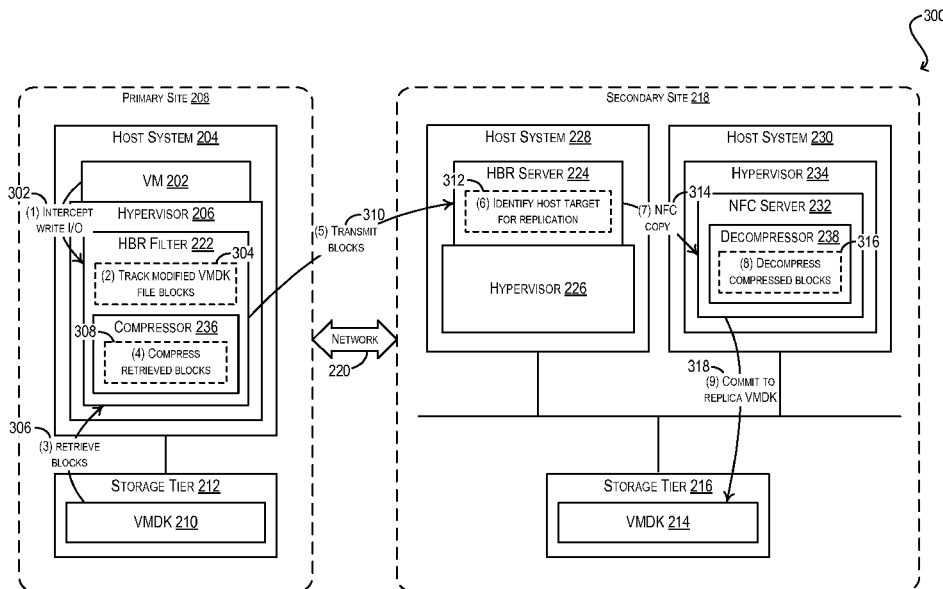 300
PRIMARY SITE 208
HOST SYSTEM 204
VM 202
302
(1) INTERCEPT
WRITE I/O
HYPERVISOR 206
HBR FILTER 222
304
(2) TRACK MODIFIED VMDK
FILE BLOCKS
COMPRESSOR 236
308
(4) COMPRESS
RETRIEVED BLOCKS
306
(3) RETRIEVE
BLOCKS
STORAGE TIER 212
VMDK 210
310
(5) TRANSMIT
BLOCKS
NETWORK
220
SECONDARY SITE 218
HOST SYSTEM 228
HBR SERVER 224
312
(6) IDENTIFY HOST TARGET
FOR REPLICATION
HYPERVISOR 226
314
(7) NFC
COPY
HOST SYSTEM 230
HYPERVISOR 234
NFC SERVER 232
DECOMPRESSOR 238
316
(8) DECOMPRESS
COMPRESSED BLOCKS
318
(9) COMMIT TO
REPLICA VMDK
STORAGE TIER 216
VMDK 214